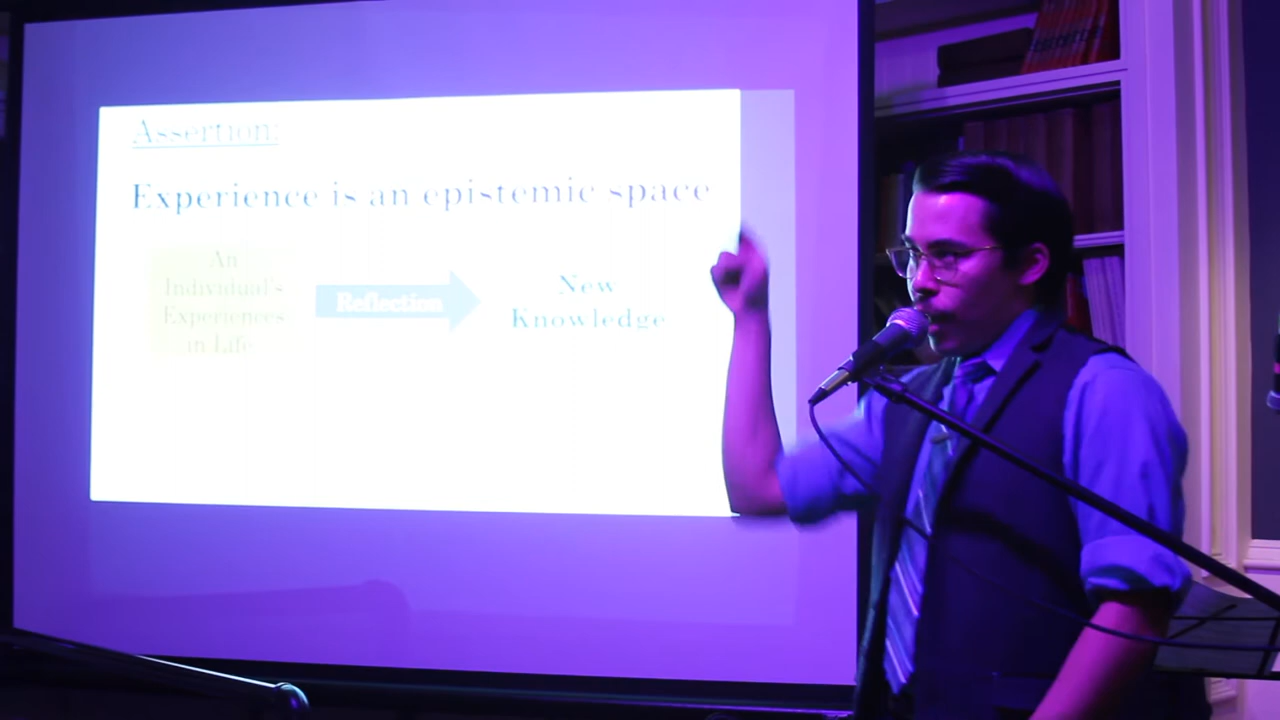 Assertion:
Experience is an epistemic space
An
Individual's
Experiences
in Life
Reflection
New
Knowledge